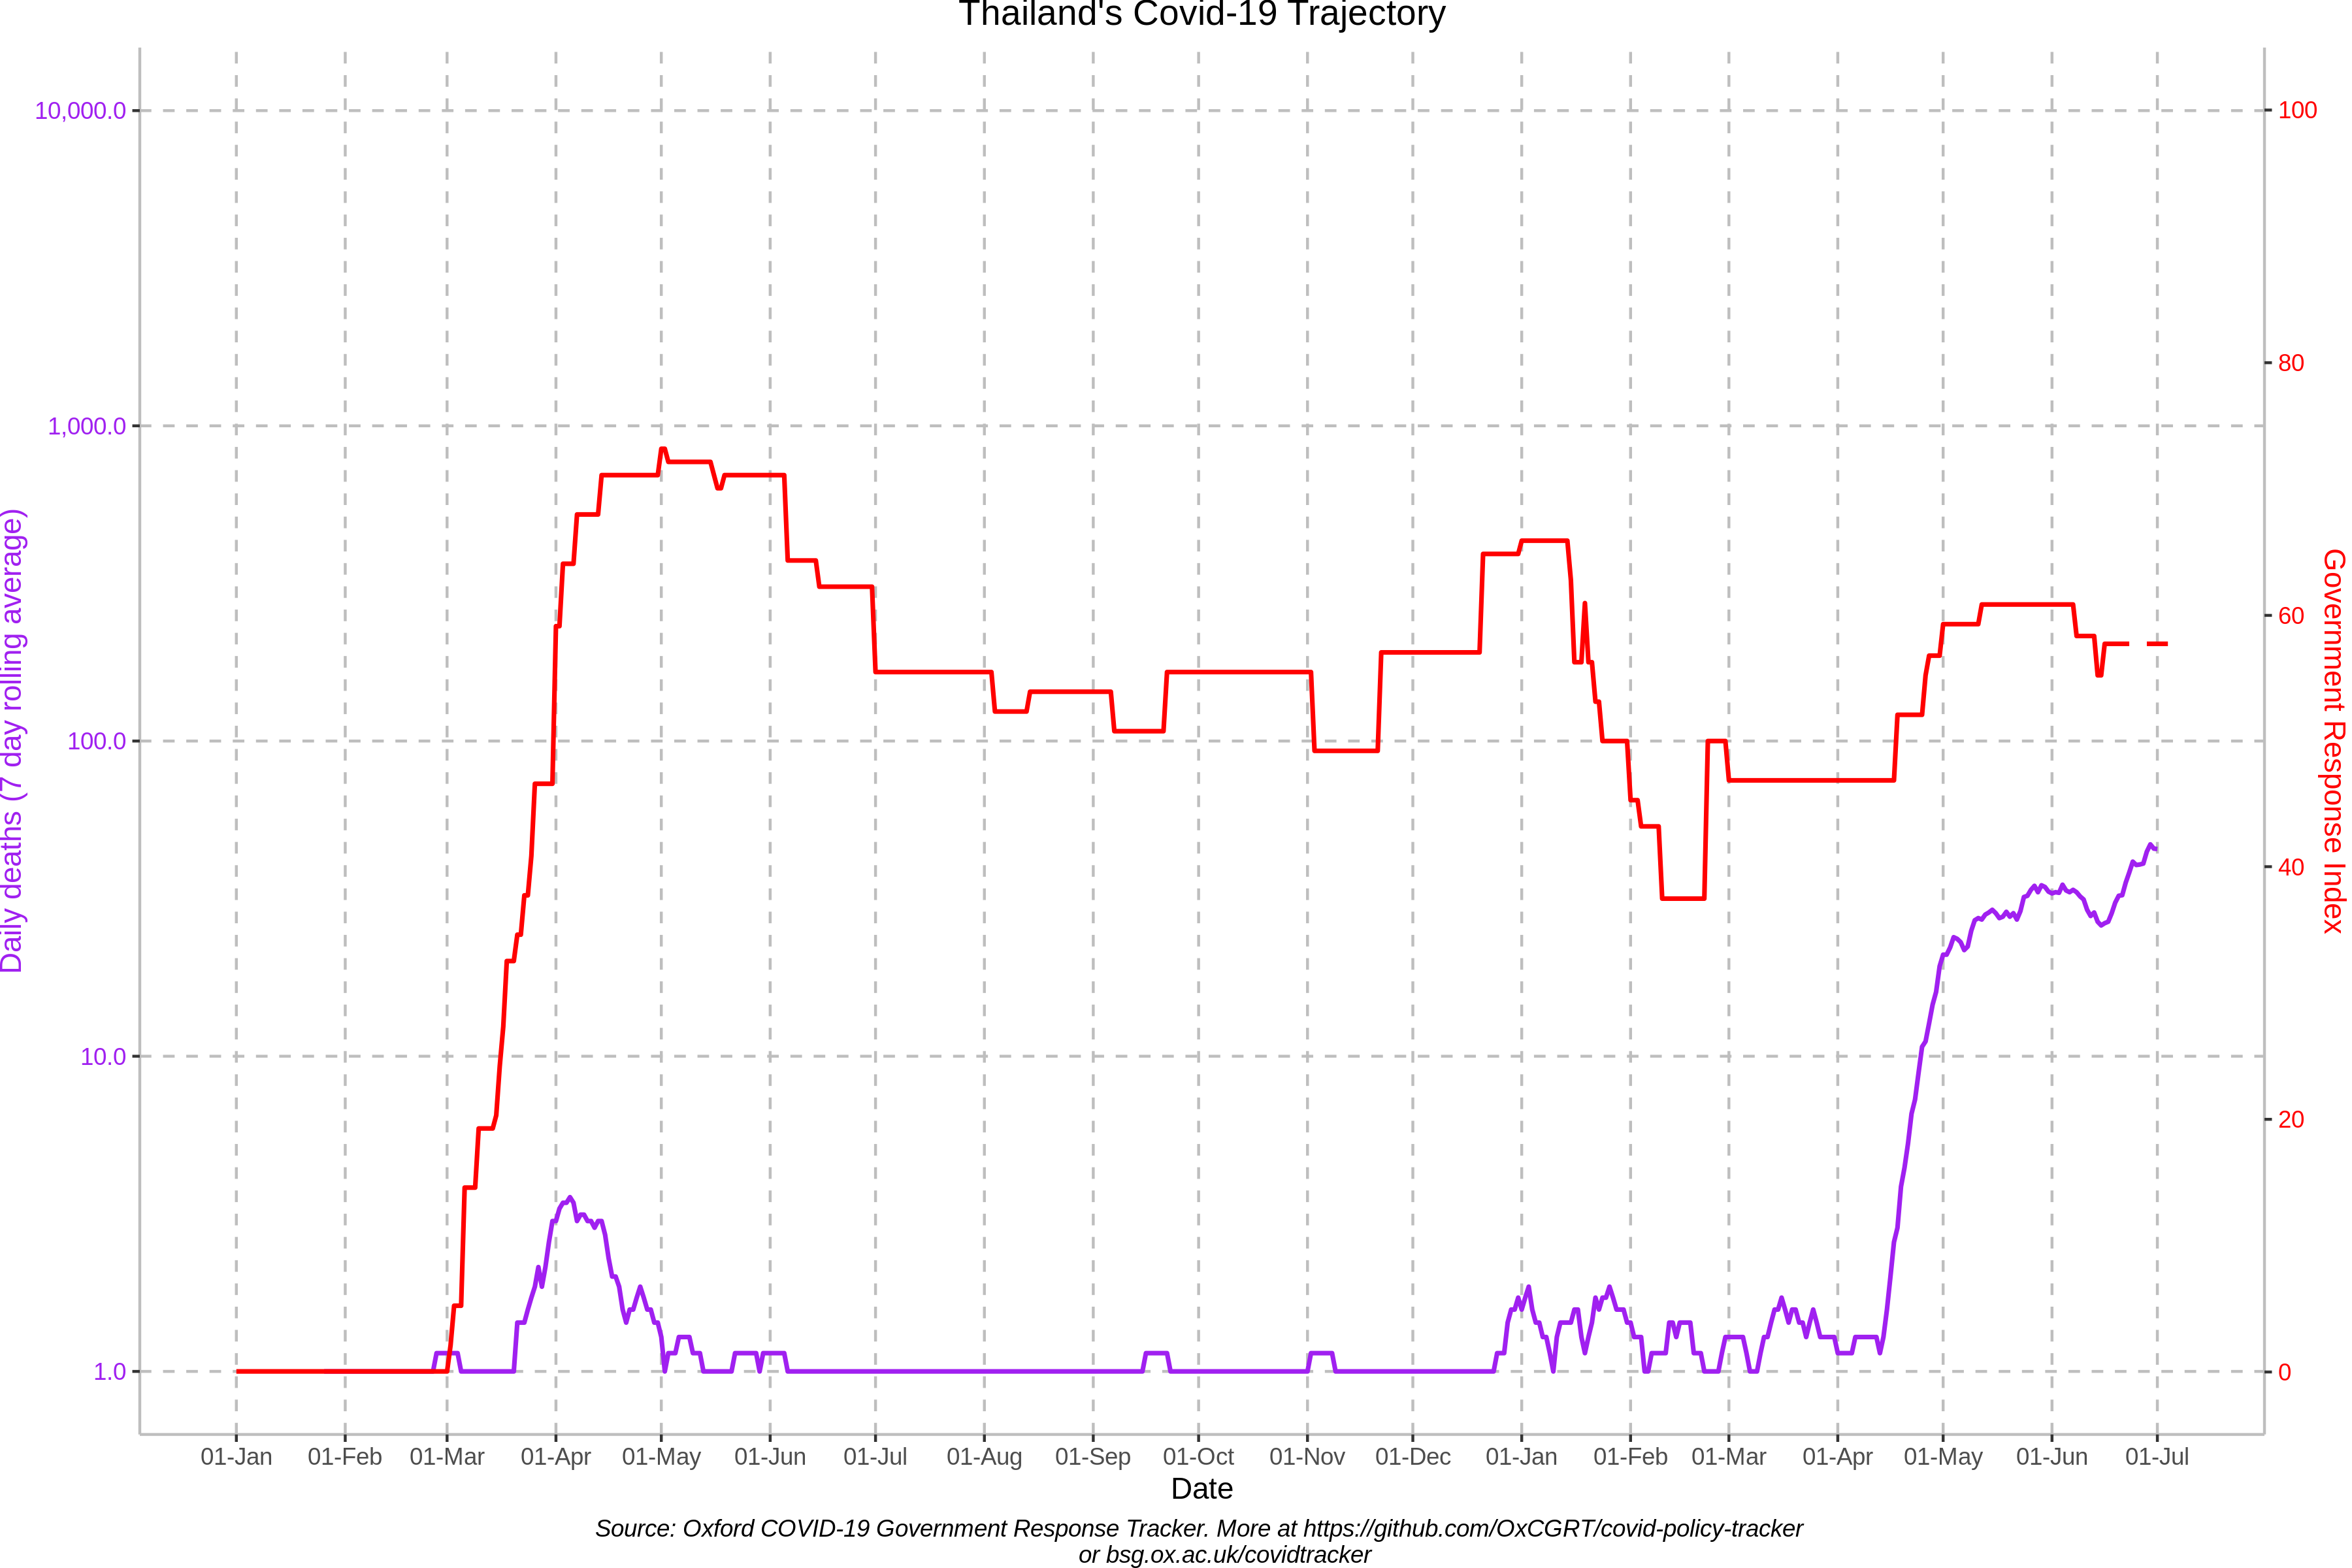 Thailand's Covid-19 Trajectory
10,000.0
1,000.0
100.0
10.0
1.0
Daily deaths (7 day rolling average)
100
80
60
40
20
0
Government Response Index
01-Jan 01-Feb 01-Mar 01-Apr 01-May 01-Jun 01-Jul 01-Aug 01-Sep 01-Oct 01-Nov 01-Dec 01-Jan 01-Feb 01-Mar 01-Apr 01-May 01-Jun 01-Jul
Date
Source: Oxford COVID-19 Government Response Tracker. More at https://github.com/OxCGRT/covid-policy-tracker
or bsg.ox.ac.uk/covidtracker